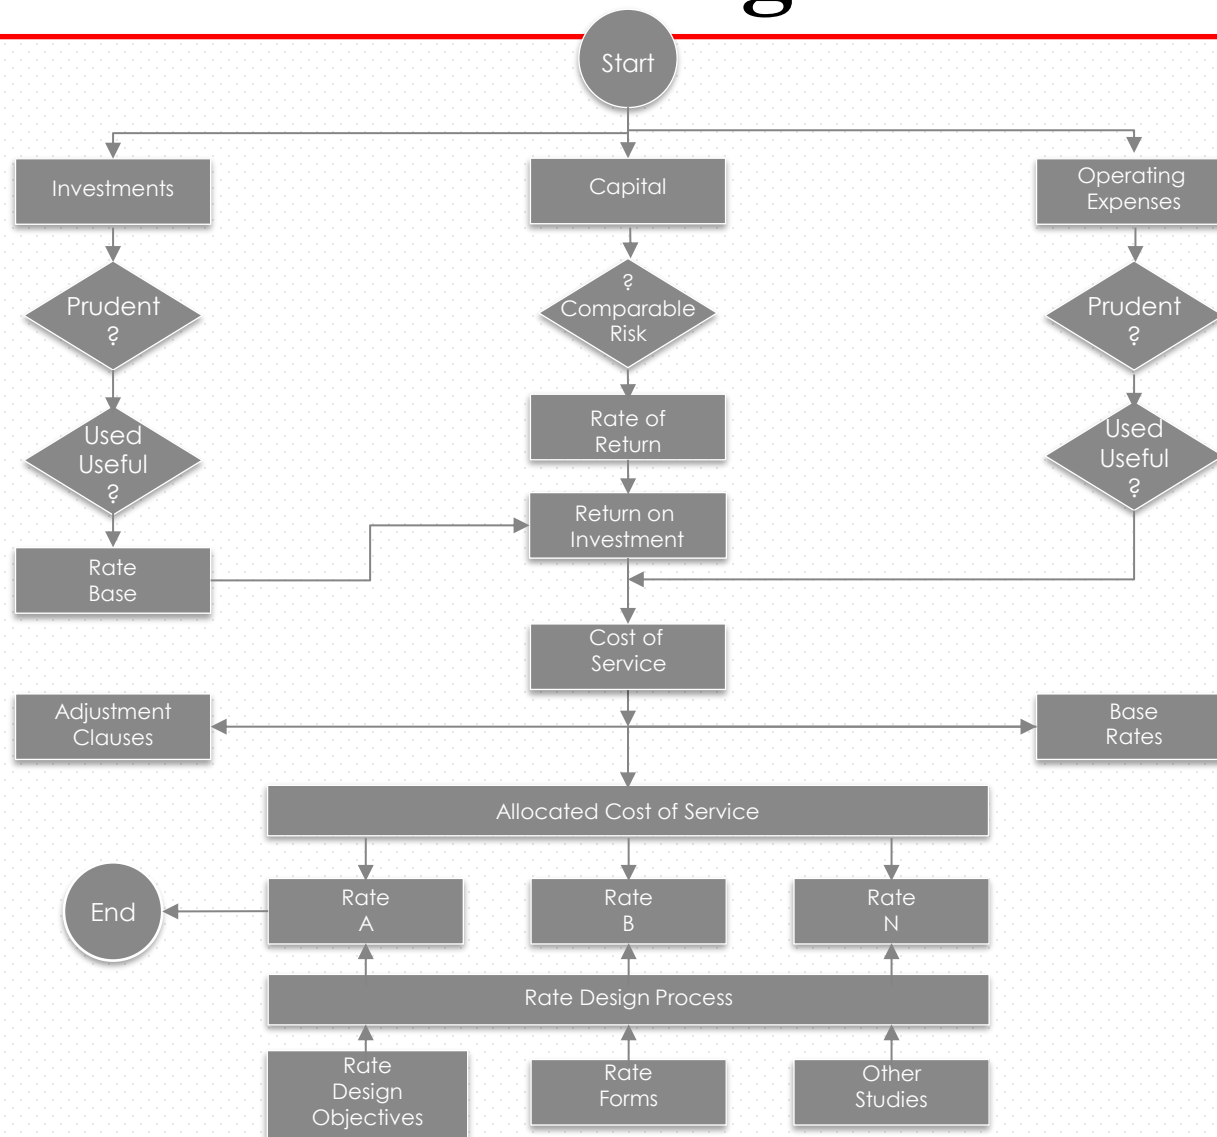 Start
Investments
Capital
Operating
Expenses
Prudent
?
?
Comparable
Risk
Prudent
?
Rate of
Return
Used
Useful
?
Used
Useful
?
Return on
Investment
Rate
Base
Cost of
Service
Adjustment
Clauses
Base
Rates
Allocated Cost of Service
End
Rate
A
Rate
B
Rate
N
Rate Design Process
Rate
Design
Objectives
Rate
Forms
Other
Studies